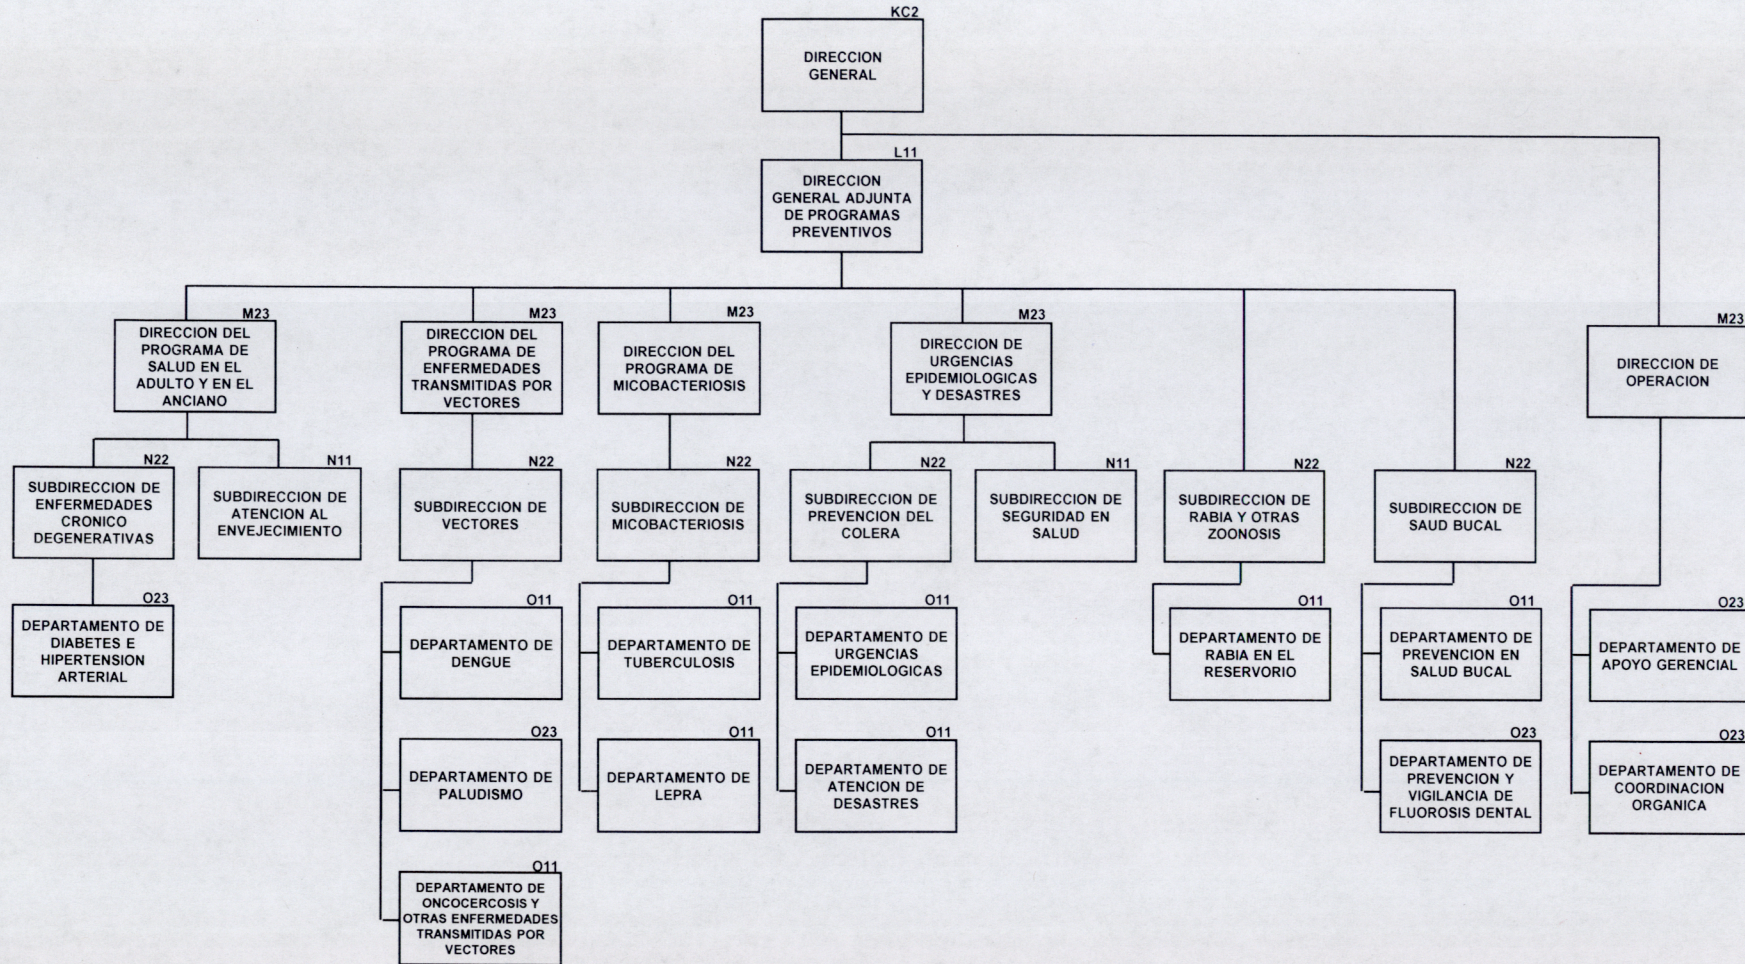 KC2
DIRECCION
GENERAL
L11
DIRECCION
GENERAL ADJUNTA
DE PROGRAMAS
PREVENTIVOS
M23
DIRECCION DEL
PROGRAMA DE
SALUD EN EL
ADULTO Y EN EL
ANCIANO
M23
DIRECCION DEL
PROGRAMA DE
ENFERMEDADES
TRANSMITIDAS POR
VECTORES
M23
DIRECCION DEL
PROGRAMA DE
MICOBACTERIOSIS
M23
DIRECCION DE
URGENCIAS
EPIDEMIOLOGICAS
Y DESASTRES
M23
DIRECCION DE
OPERACION
N22
SUBDIRECCION DE
ENFERMEDADES
CRONICO
DEGENERATIVAS
N11
SUBDIRECCION DE
ATENCION AL
ENVEJECIMIENTO
N22
SUBDIRECCION DE
VECTORES
N22
SUBDIRECCION DE
MICOBACTERIOSIS
N22
SUBDIRECCION DE
PREVENCION DEL
COLERA
N11
SUBDIRECCION DE
SEGURIDAD EN
SALUD
N22
SUBDIRECCION DE
RABIA Y OTRAS
ZOONOSIS
N22
SUBDIRECCION DE
SAUD BUCAL
O23
DEPARTAMENTO DE
DIABETES E
HIPERTENSION
ARTERIAL
O11
DEPARTAMENTO DE
DENGUE
O11
DEPARTAMENTO DE
TUBERCULOSIS
O11
DEPARTAMENTO DE
URGENCIAS
EPIDEMIOLOGICAS
O11
DEPARTAMENTO DE
RABIA EN EL
RESERVORIO
O11
DEPARTAMENTO DE
PREVENCION EN
SALUD BUCAL
O23
DEPARTAMENTO DE
APOYO GERENCIAL
O23
DEPARTAMENTO DE
PALUDISMO
O11
DEPARTAMENTO DE
LEPRA
O11
DEPARTAMENTO DE
ATENCION DE
DESASTRES
O23
DEPARTAMENTO DE
PREVENCION Y
VIGILANCIA DE
FLUOROSIS DENTAL
O23
DEPARTAMENTO DE
COORDINACION
ORGANICA
O11
DEPARTAMENTO DE
ONCOCERCOSIS Y
OTRAS ENFERMEDADES
TRANSMITIDAS POR
VECTORES